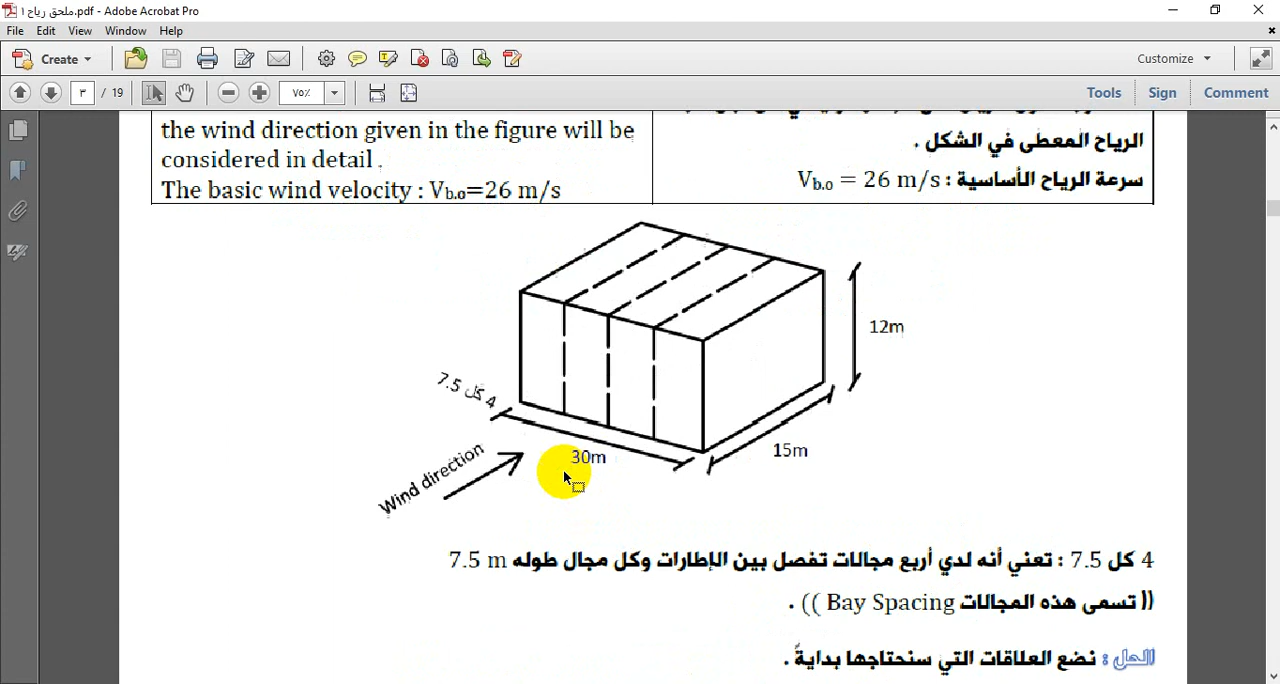 ملحق رياح ١.pdf - Adobe Acrobat Pro
File Edit View Window Help
Create
Customize
٣ / 19
٧٥٪
Tools Sign Comment
the wind direction given in the figure will be
considered in detail .
The basic wind velocity : Vb.o=26 m/s
الرياح المعطى في الشكل .
سرعة الرياح الأساسية : Vb.o = 26 m/s
12m
4 كل 7.5
30m
15m
Wind direction
4 كل 7.5 : تعني أنه لدي أربع مجالات تفصل بين الإطارات وكل مجال طوله 7.5 m
(( تسمى هذه المجالات Bay Spacing )) .
الحل : نضع العلاقات التي سنحتاجها بدايةً .